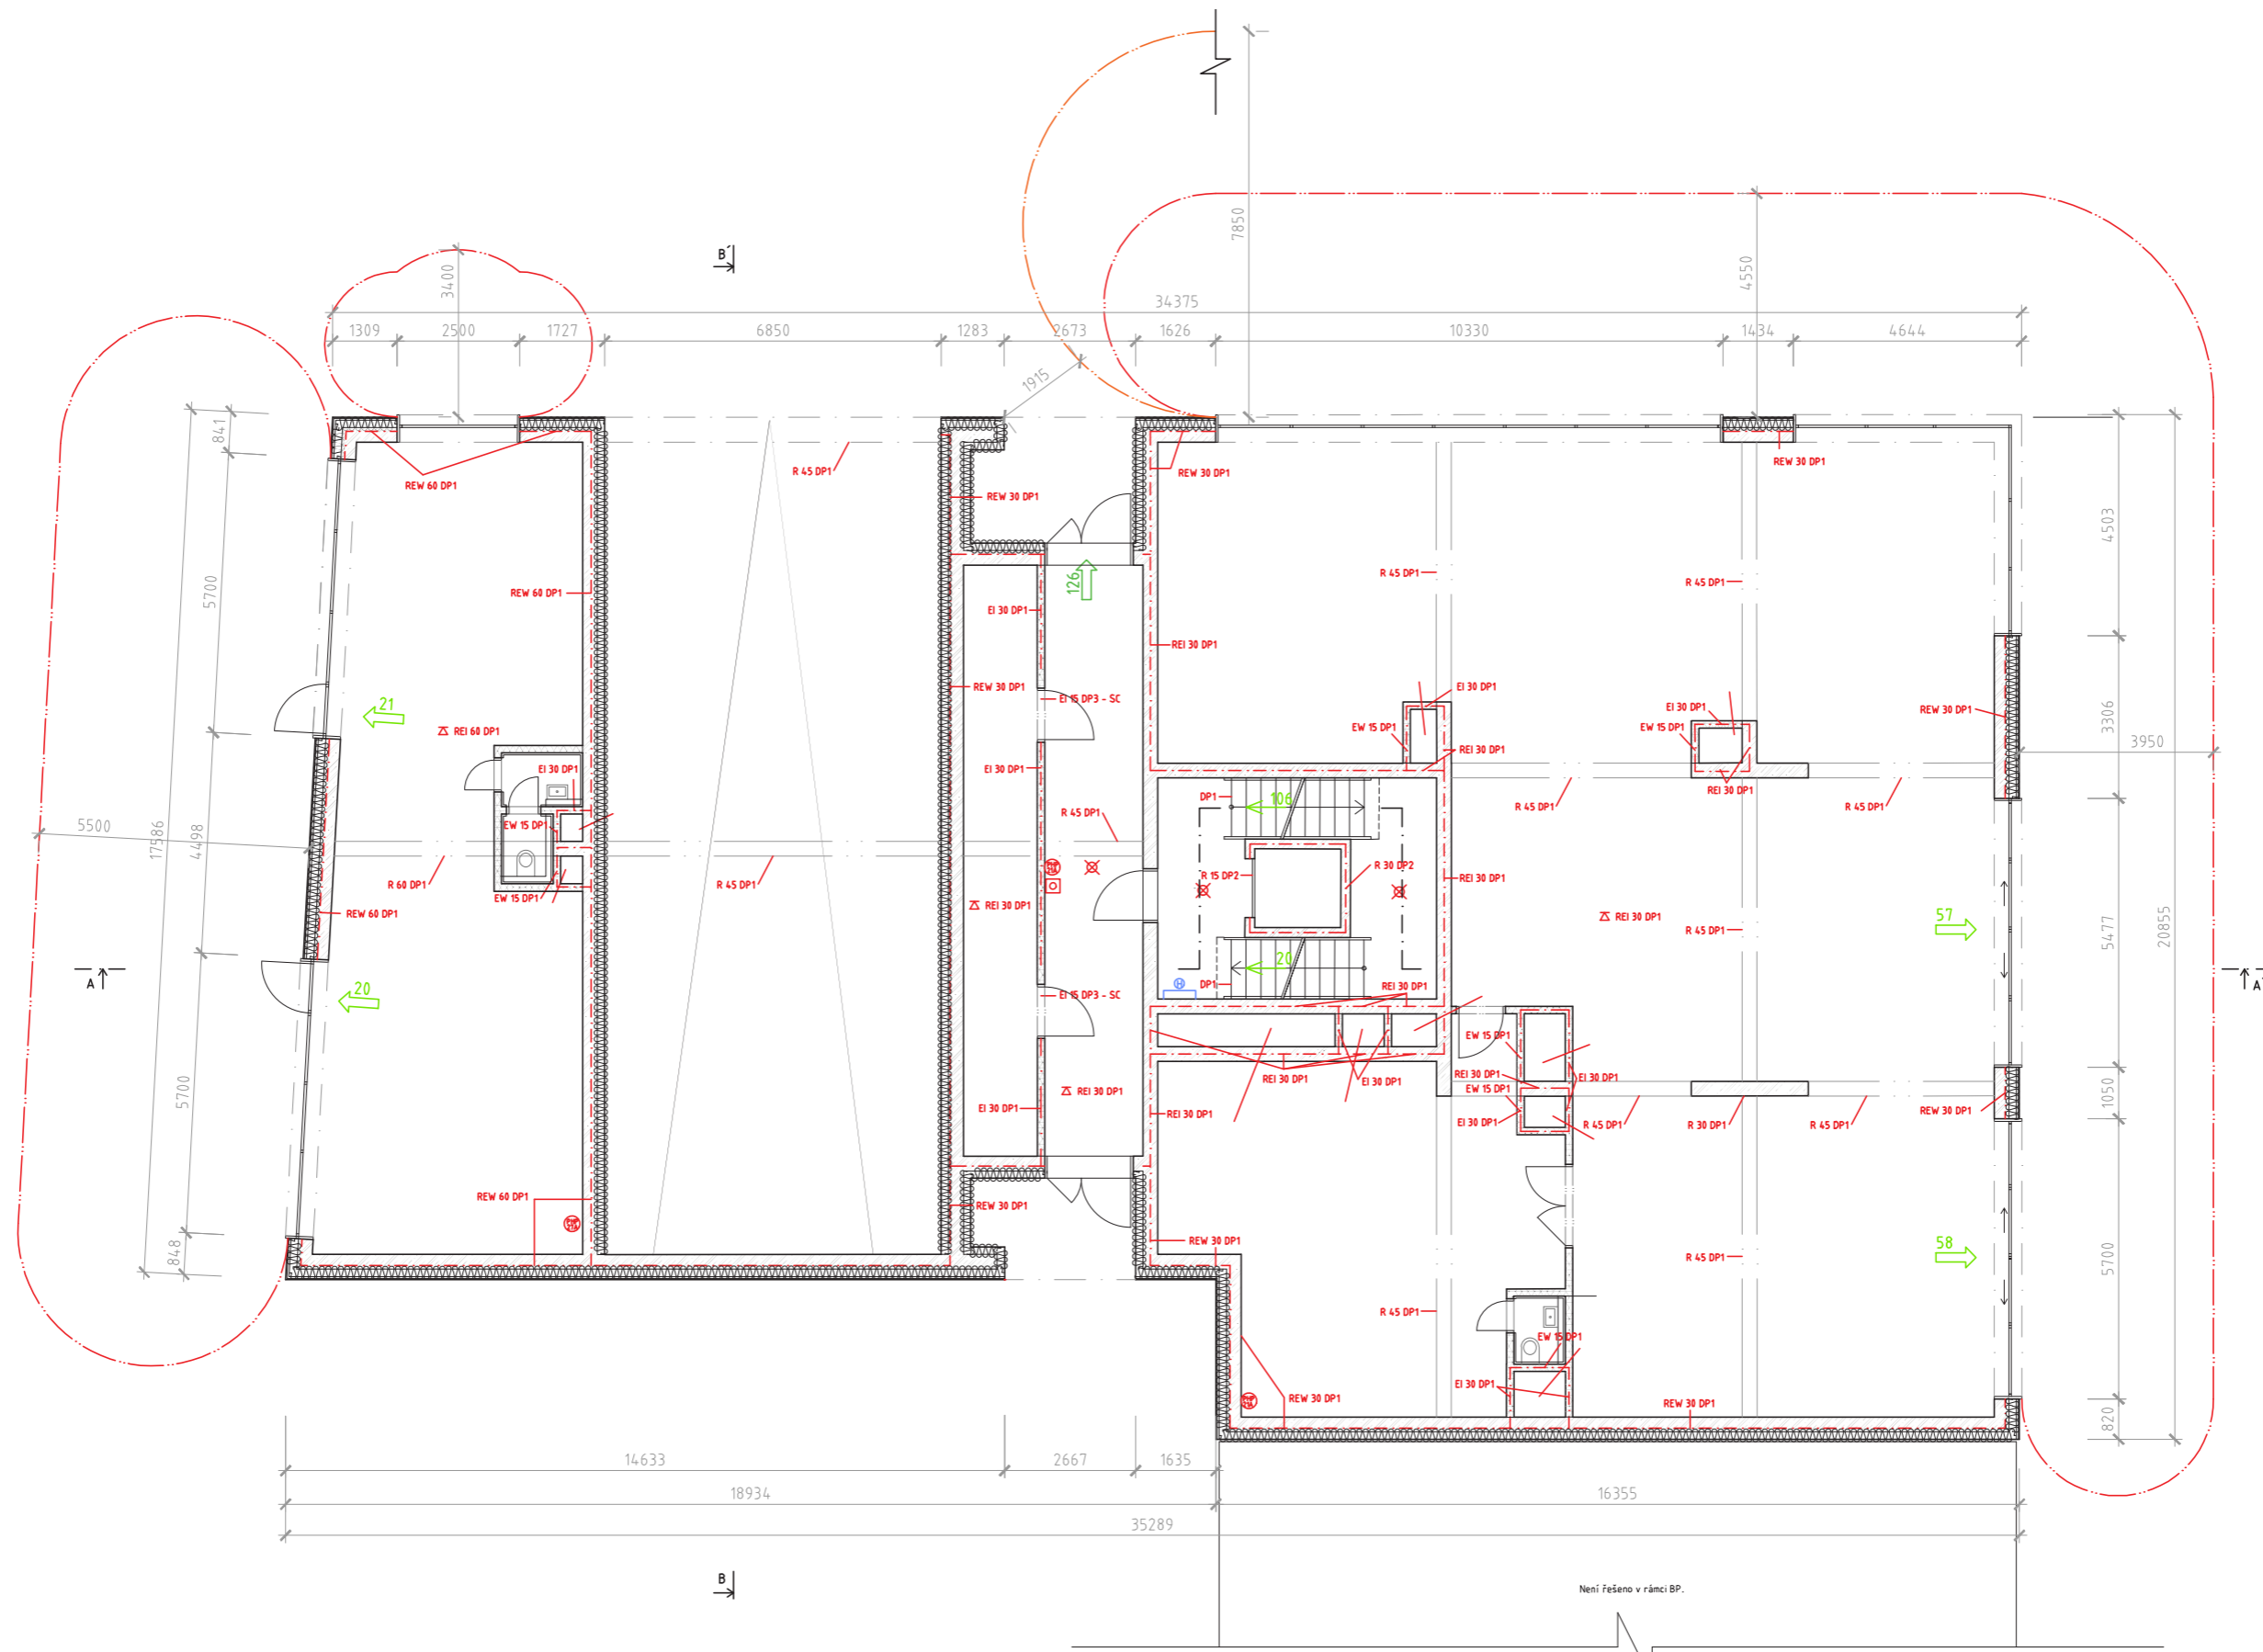 7850
B´
3400
4550
34375
1309
2500
1727
6850
1283
2673
1626
10330
1434
4644
1915
841
R 45 DP1
REW 30 DP1
REW 30 DP1
REW 60 DP1
REW 30 DP1
4503
5700
REW 60 DP1
EI 30 DP1
126
R 45 DP1
R 45 DP1
REI 30 DP1
REW 30 DP1
EI 15 DP3 - SC
EI 30 DP1
EI 30 DP1
REW 30 DP1
3306
21
REI 60 DP1
EW 15 DP1
EW 15 DP1
REI 30 DP1
3950
EI 30 DP1
EI 30 DP1
REI 30 DP1
DP1
106
R 45 DP1
R 45 DP1
R 45 DP1
5500
17586
4498
EW 15 DP1
R 60 DP1
R 45 DP1
R 15 DP2
R 30 DP2
REI 30 DP1
EW 15 DP1
REW 60 DP1
REI 30 DP1
REI 30 DP1
57
R 45 DP1
5477
20855
A
20
20
DP1
A'
EI 15 DP3 - SC
H
REI 30 DP1
EW 15 DP1
5700
REI 30 DP1
EI 30 DP1
REI 30 DP1
EI 30 DP1
REI 30 DP1
EW 15 DP1
1050
EI 30 DP1
REI 30 DP1
EI 30 DP1
R 45 DP1
R 30 DP1
R 45 DP1
REW 30 DP1
REW 60 DP1
REW 30 DP1
REW 30 DP1
58
848
R 45 DP1
5700
R 45 DP1
EW 15 DP1
EI 30 DP1
REW 30 DP1
REW 30 DP1
820
14633
2667
1635
18934
16355
35289
B
Není řešeno v rámci BP.